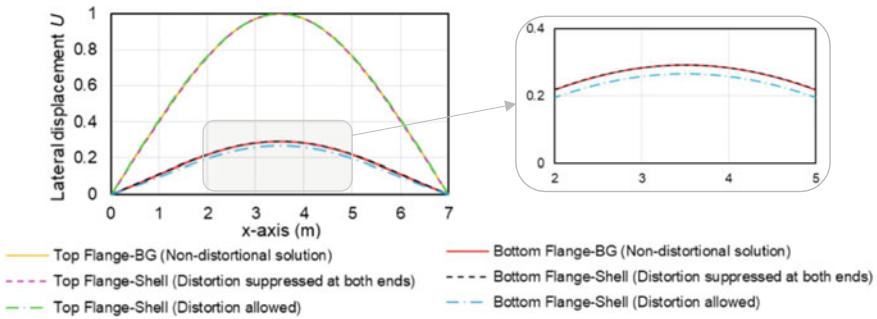 Lateral displacement U
1
0.8
0.6
0.4
0.2
0
0 1 2 3 4 5 6 7
x-axis (m)
0.4
0.2
0
2 3 4 5
Top Flange-BG (Non-distortional solution)
Top Flange-Shell (Distortion suppressed at both ends)
Top Flange-Shell (Distortion allowed)
Bottom Flange-BG (Non-distortional solution)
Bottom Flange-Shell (Distortion suppressed at both ends)
Bottom Flange-Shell (Distortion allowed)